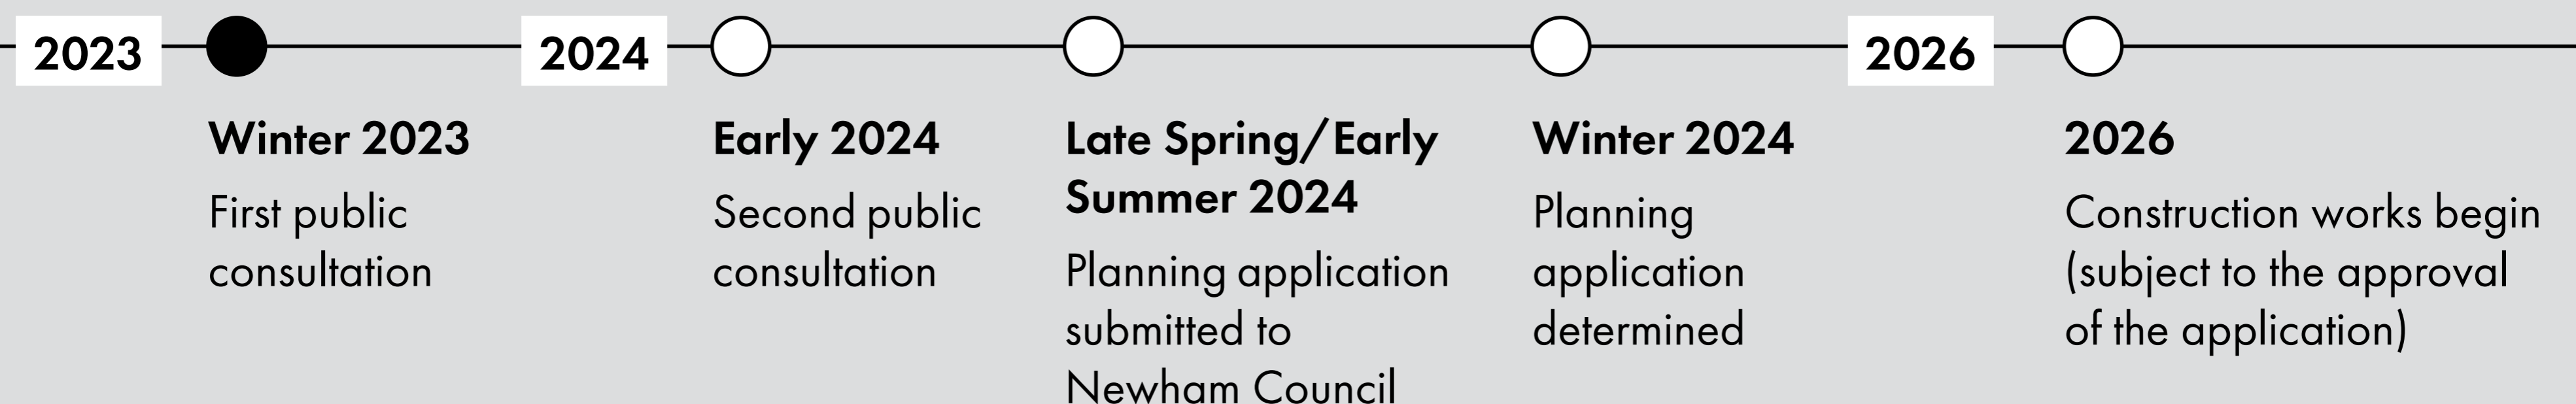 2023
2024
2026
Winter 2023
First public
consultation
Early 2024
Second public
consultation
Late Spring/Early
Summer 2024
Planning application
submitted to
Newham Council
Winter 2024
Planning
application
determined
2026
Construction works begin
(subject to the approval
of the application)